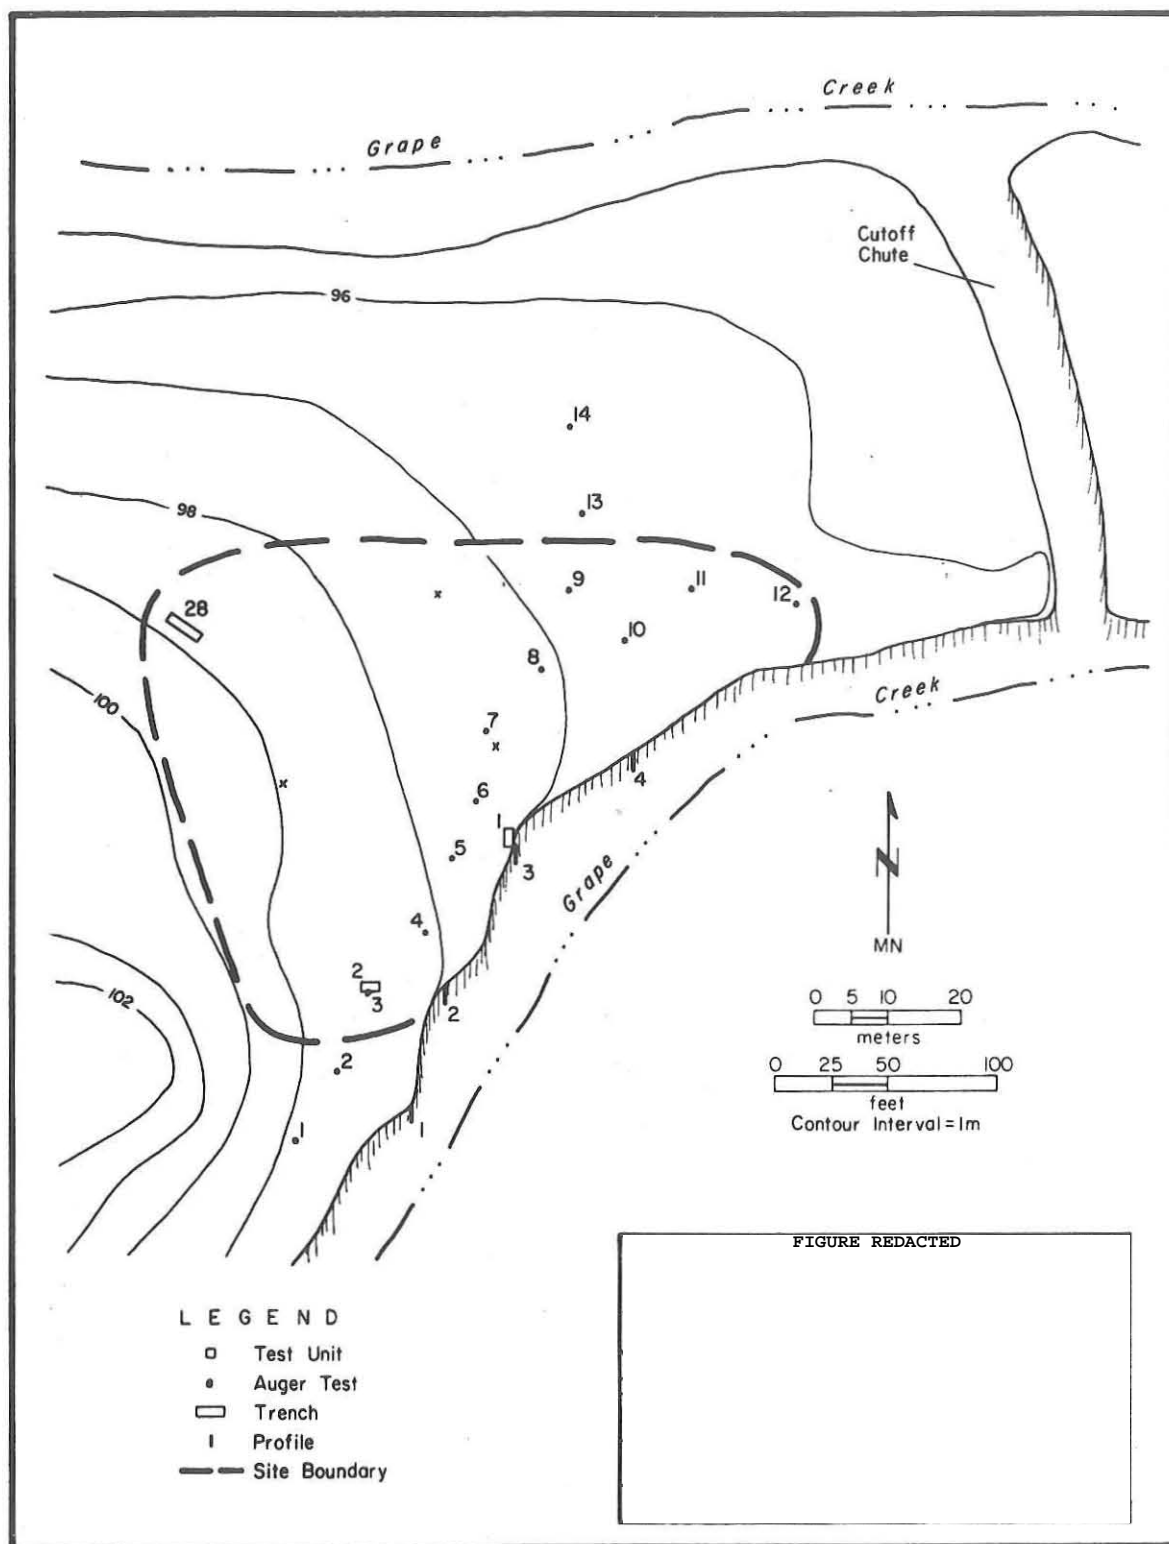 Creek
Grape
Cutoff
Chute
96
14
98
13
28
9
11
12
10
8
100
7
4
6
1
5
3
Creek
Grape
4
MN
102
2
3
2
0 5 10 20
meters
2
0 25 50 100
feet
Contour Interval = 1m
1
1
FIGURE REDACTED
LEGEND
Test Unit
Auger Test
Trench
Profile
Site Boundary